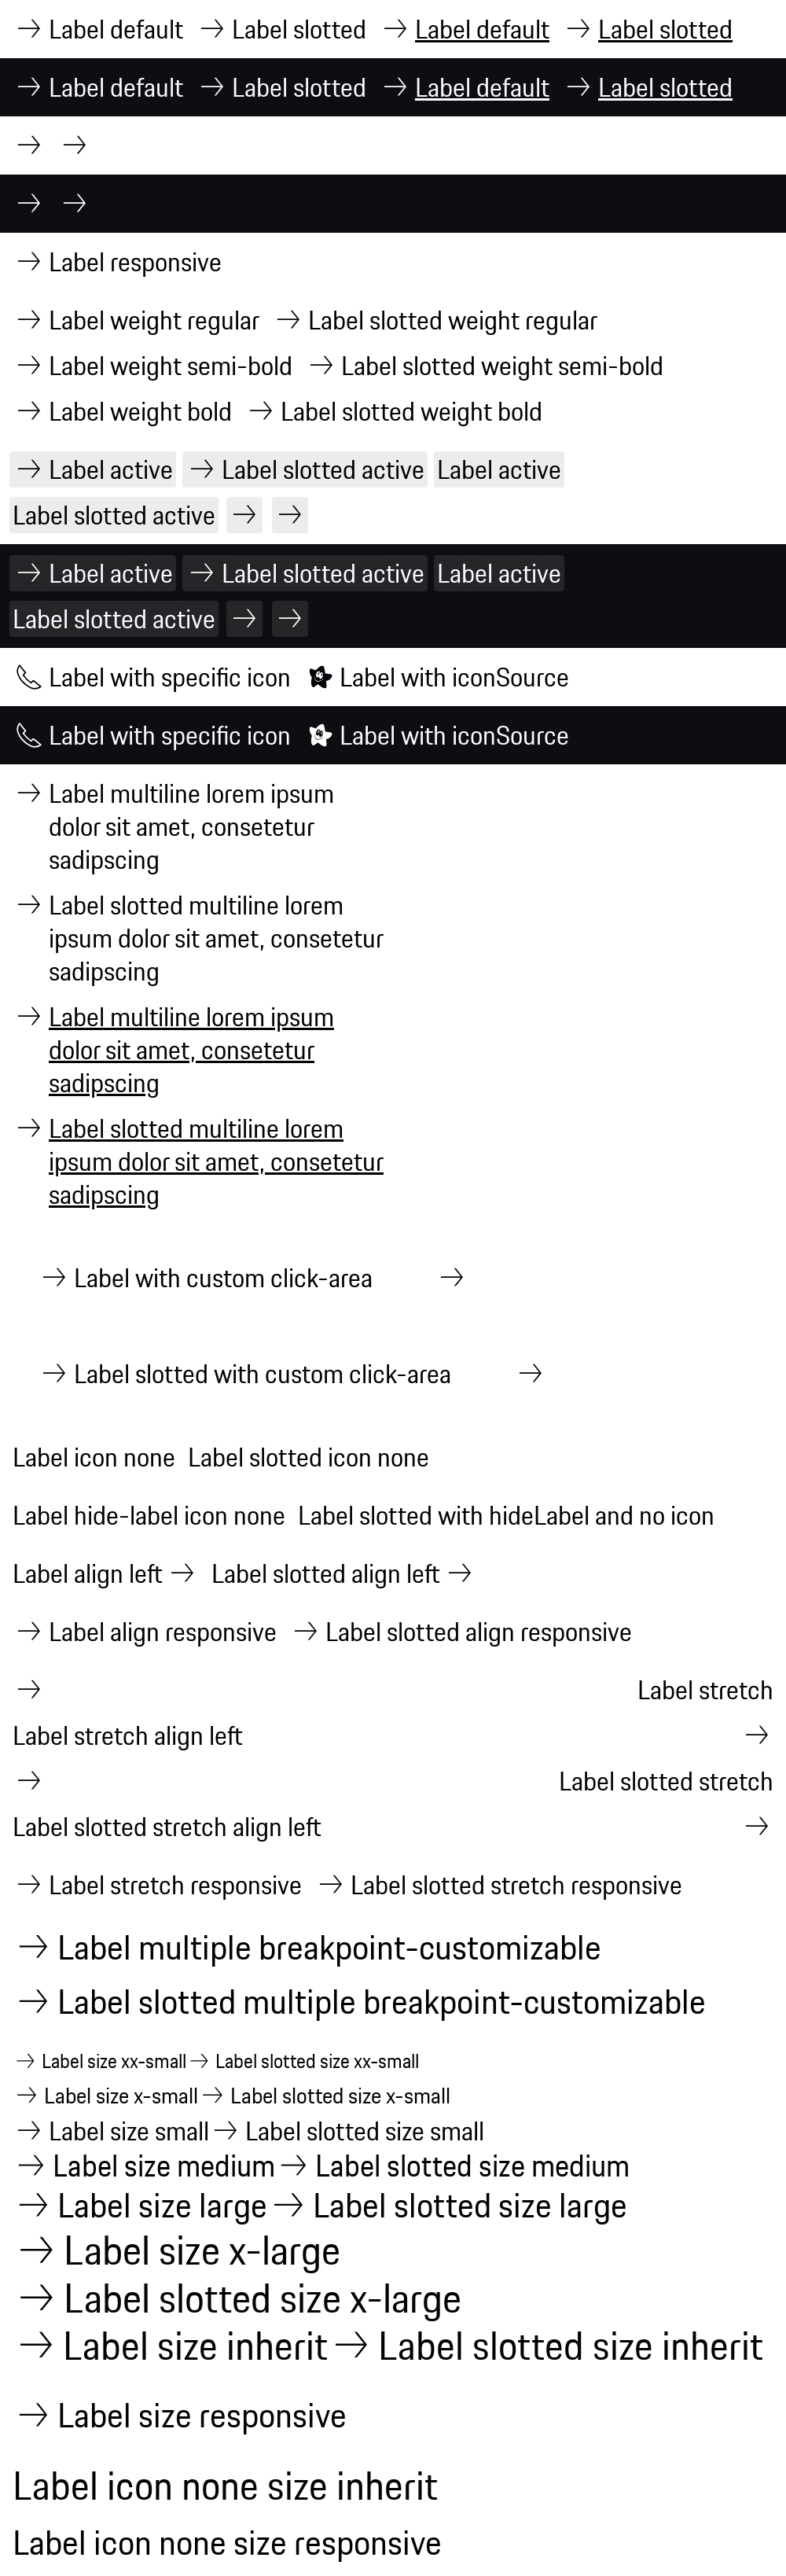 Label default Label slotted Label default Label slotted
Label default Label slotted Label default Label slotted
Label responsive
Label weight regular Label slotted weight regular
Label weight semi-bold Label slotted weight semi-bold
Label weight bold Label slotted weight bold
Label active Label slotted active Label active
Label slotted active
Label active Label slotted active Label active
Label slotted active
Label with specific icon Label with iconSource
Label with specific icon Label with iconSource
Label multiline lorem ipsum
dolor sit amet, consetetur
sadipscing
Label slotted multiline lorem
ipsum dolor sit amet, consetetur
sadipscing
Label multiline lorem ipsum
dolor sit amet, consetetur
sadipscing
Label slotted multiline lorem
ipsum dolor sit amet, consetetur
sadipscing
Label with custom click-area
Label slotted with custom click-area
Label icon none Label slotted icon none
Label hide-label icon none Label slotted with hideLabel and no icon
Label align left Label slotted align left
Label align responsive Label slotted align responsive
Label stretch
Label stretch align left
Label slotted stretch
Label slotted stretch align left
Label stretch responsive Label slotted stretch responsive
Label multiple breakpoint-customizable
Label slotted multiple breakpoint-customizable
Label size xx-small Label slotted size xx-small
Label size x-small Label slotted size x-small
Label size small Label slotted size small
Label size medium Label slotted size medium
Label size large Label slotted size large
Label size x-large
Label slotted size x-large
Label size inherit Label slotted size inherit
Label size responsive
Label icon none size inherit
Label icon none size responsive